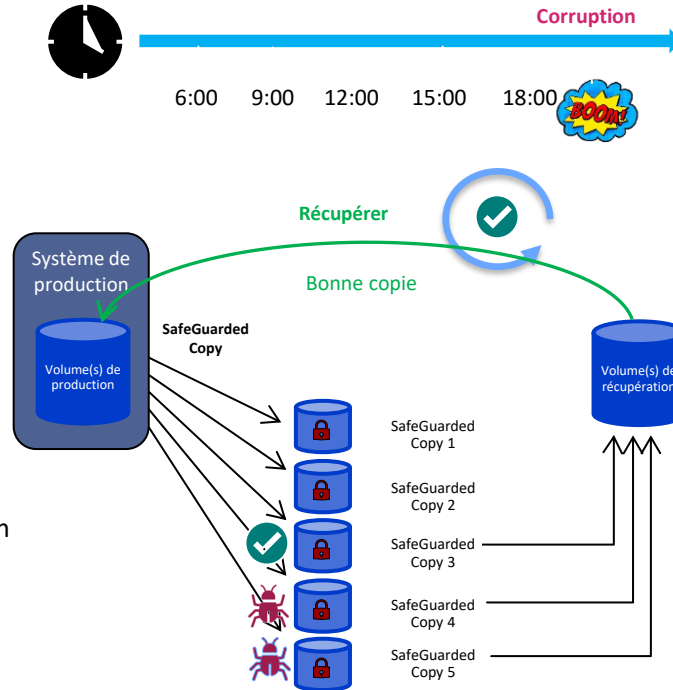 Corruption
6:00 9:00 12:00 15:00 18:00
BOOM!
Récupérer
Système de
production
Bonne copie
SafeGuarded
Copy
Volume(s) de
production
Volume(s) de
récupération
SafeGuarded
Copy 1
SafeGuarded
Copy 2
n
SafeGuarded
Copy 3
SafeGuarded
Copy 4
SafeGuarded
Copy 5